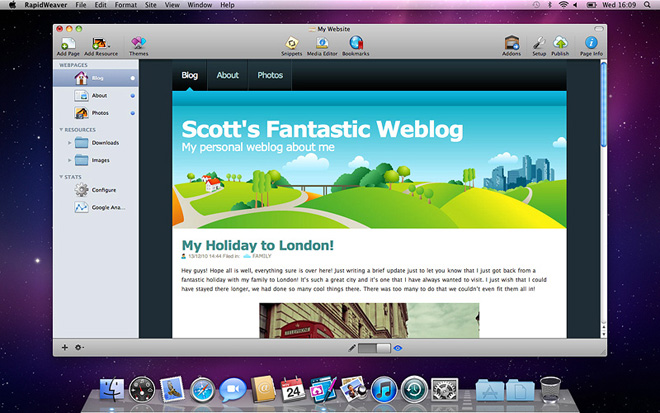 RapidWeaver File Edit Format Site View Window Help Wed 16:09
My Website
Add Page Add Resource Themes Snippets Media Editor Bookmarks Addons Setup Publish Page Info
WEBPAGES
Blog
About
Photos
RESOURCES
Downloads
Images
STATS
Configure
Google Ana...
Blog About Photos
Scott's Fantastic Weblog
My personal weblog about me
My Holiday to London!
13/12/10 14:44 Filed in: FAMILY
Hey guys! Hope all is well, everything sure is over here! Just writing a brief update just to let you know that I just got back from a
fantastic holiday with my family to London! It's such a great city and it's one that I have always wanted to visit. I just wish that I could
have stayed there longer, we had done so many cool things there. There was too many to do that we couldn't even fit them all in!
24